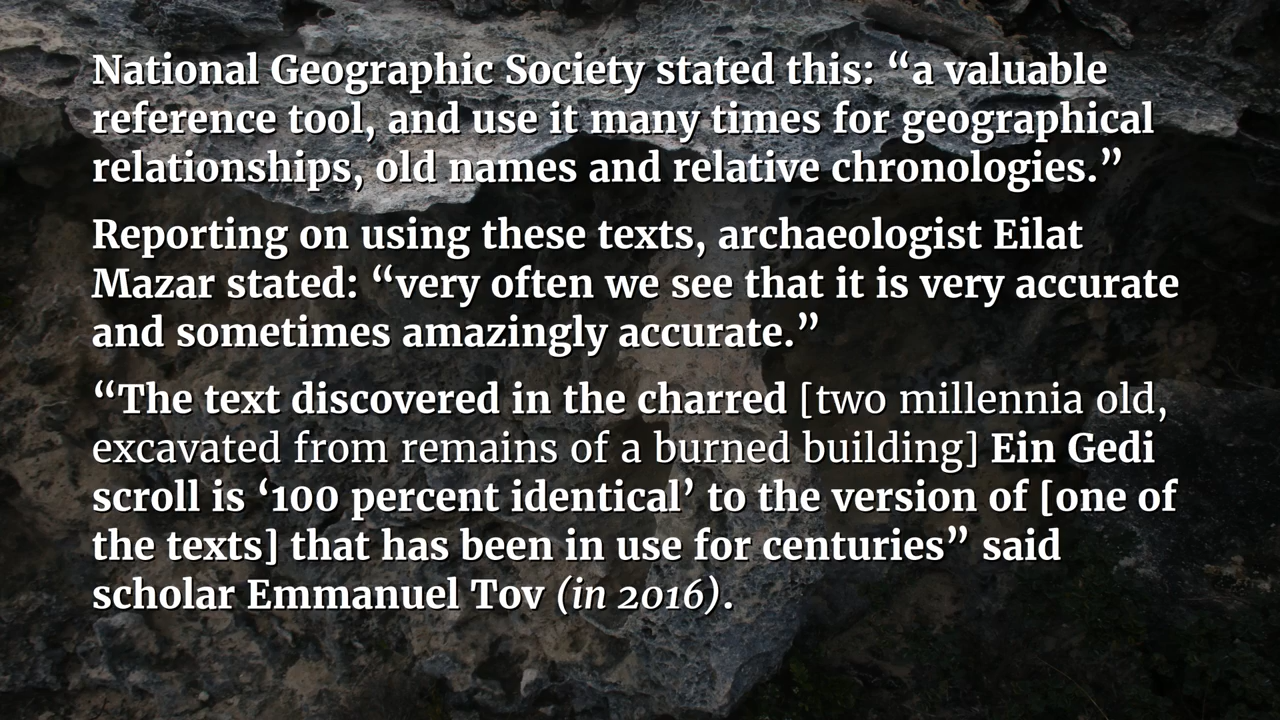 National Geographic Society stated this: “a valuable
reference tool, and use it many times for geographical
relationships, old names and relative chronologies.”
Reporting on using these texts, archaeologist Eilat
Mazar stated: “very often we see that it is very accurate
and sometimes amazingly accurate.”
“The text discovered in the charred [two millennia old,
excavated from remains of a burned building] Ein Gedi
scroll is ‘100 percent identical’ to the version of [one of
the texts] that has been in use for centuries” said
scholar Emmanuel Tov (in 2016).